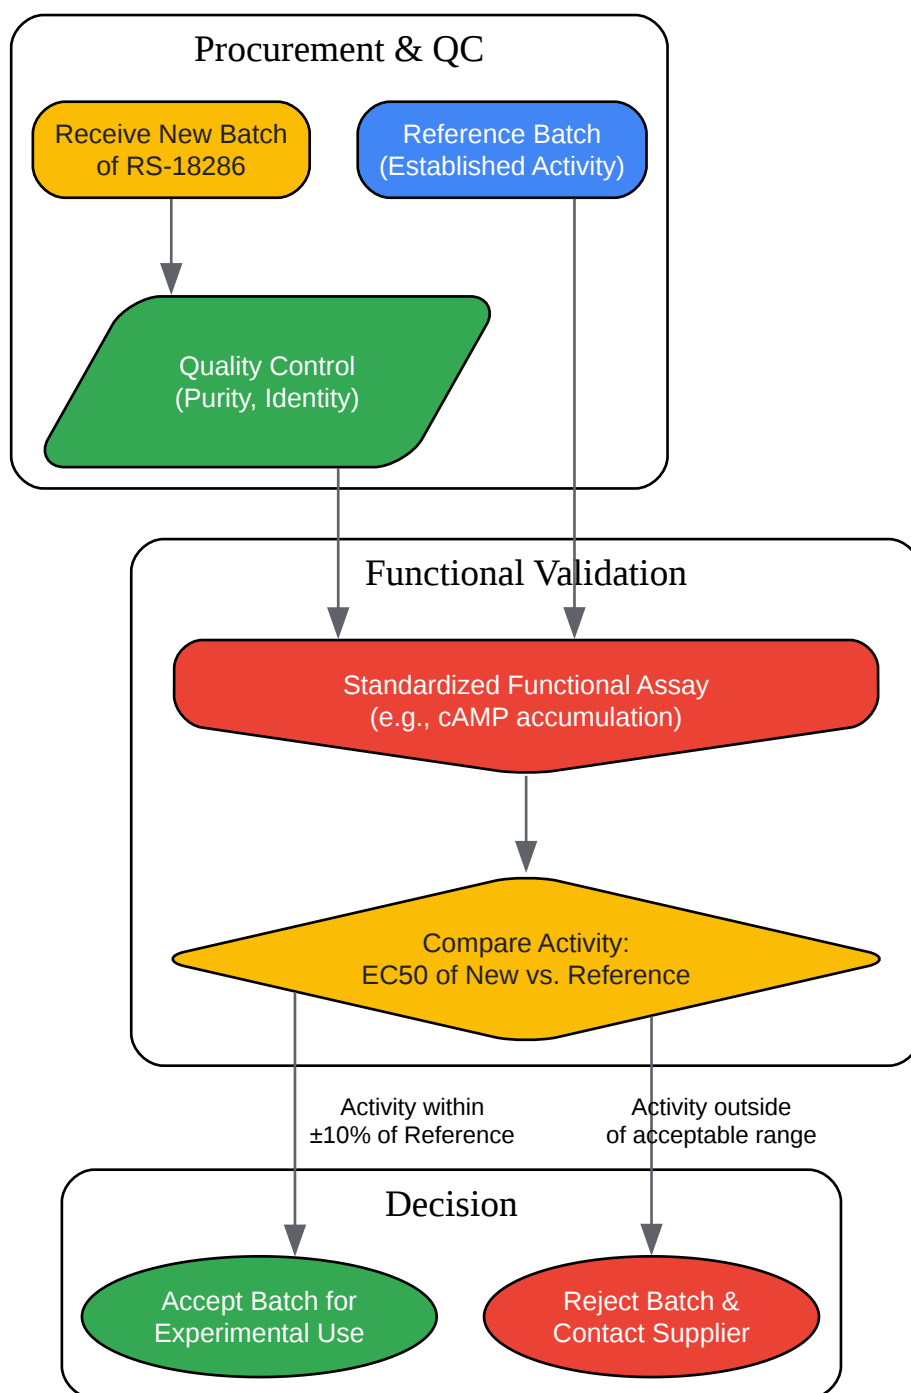 Procurement & QC
Receive New Batch
of RS-18286
Reference Batch
(Established Activity)
Quality Control
(Purity, Identity)
Functional Validation
Standardized Functional Assay
(e.g., cAMP accumulation)
Compare Activity:
EC50 of New vs. Reference
Activity within
±10% of Reference
Activity outside
of acceptable range
Decision
Accept Batch for
Experimental Use
Reject Batch &
Contact Supplier